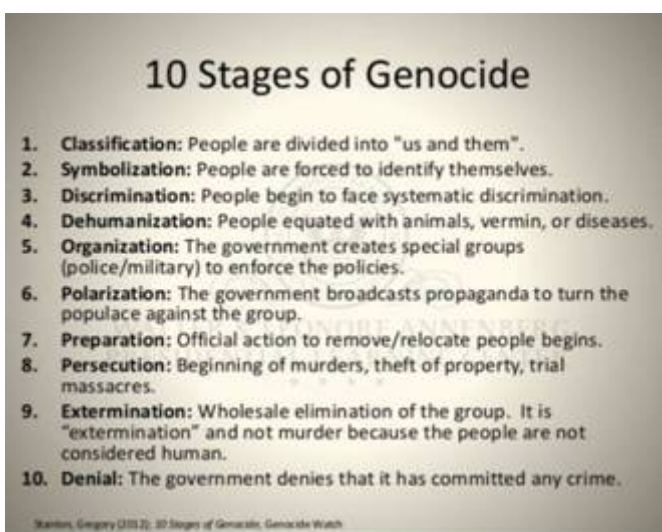 10 Stages of Genocide
1. Classification: People are divided into "us and them".
2. Symbolization: People are forced to identify themselves.
3. Discrimination: People begin to face systematic discrimination.
4. Dehumanization: People equated with animals, vermin, or diseases.
5. Organization: The government creates special groups
(police/military) to enforce the policies.
6. Polarization: The government broadcasts propaganda to turn the
populace against the group.
7. Preparation: Official action to remove/relocate people begins.
8. Persecution: Beginning of murders, theft of property, trial
massacres.
9. Extermination: Wholesale elimination of the group. It is
"extermination" and not murder because the people are not
considered human.
10. Denial: The government denies that it has committed any crime.
Stanton, Gregory (2012); 10 Stages of Genocide, Genocide Watch